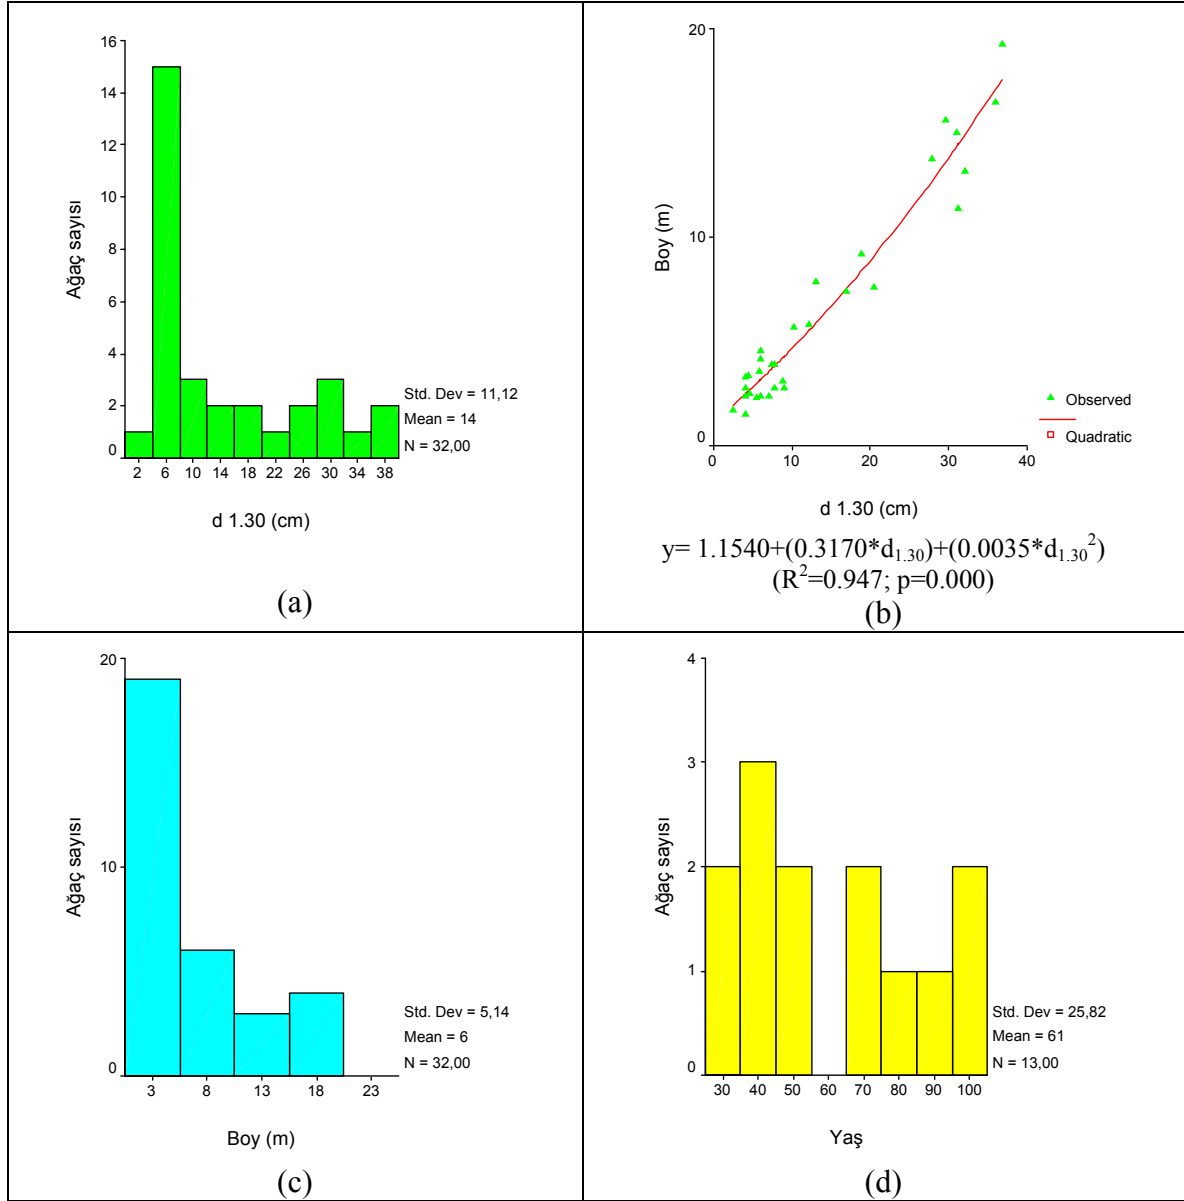 16
14
12
10
8
6
4
2
0
Ağaç sayısı
2 6 10 14 18 22 26 30 34 38
d 1.30 (cm)
Std. Dev = 11,12
Mean = 14
N = 32,00
(a)
20
10
0
Boy (m)
0 10 20 30 40
d 1.30 (cm)
Observed
Quadratic
y= 1.1540+(0.3170*d1.30)+(0.0035*d1.30²)
(R²=0.947; p=0.000)
(b)
20
10
0
Ağaç sayısı
3 8 13 18 23
Boy (m)
Std. Dev = 5,14
Mean = 6
N = 32,00
(c)
4
3
2
1
0
Ağaç sayısı
30 40 50 60 70 80 90 100
Yaş
Std. Dev = 25,82
Mean = 61
N = 13,00
(d)